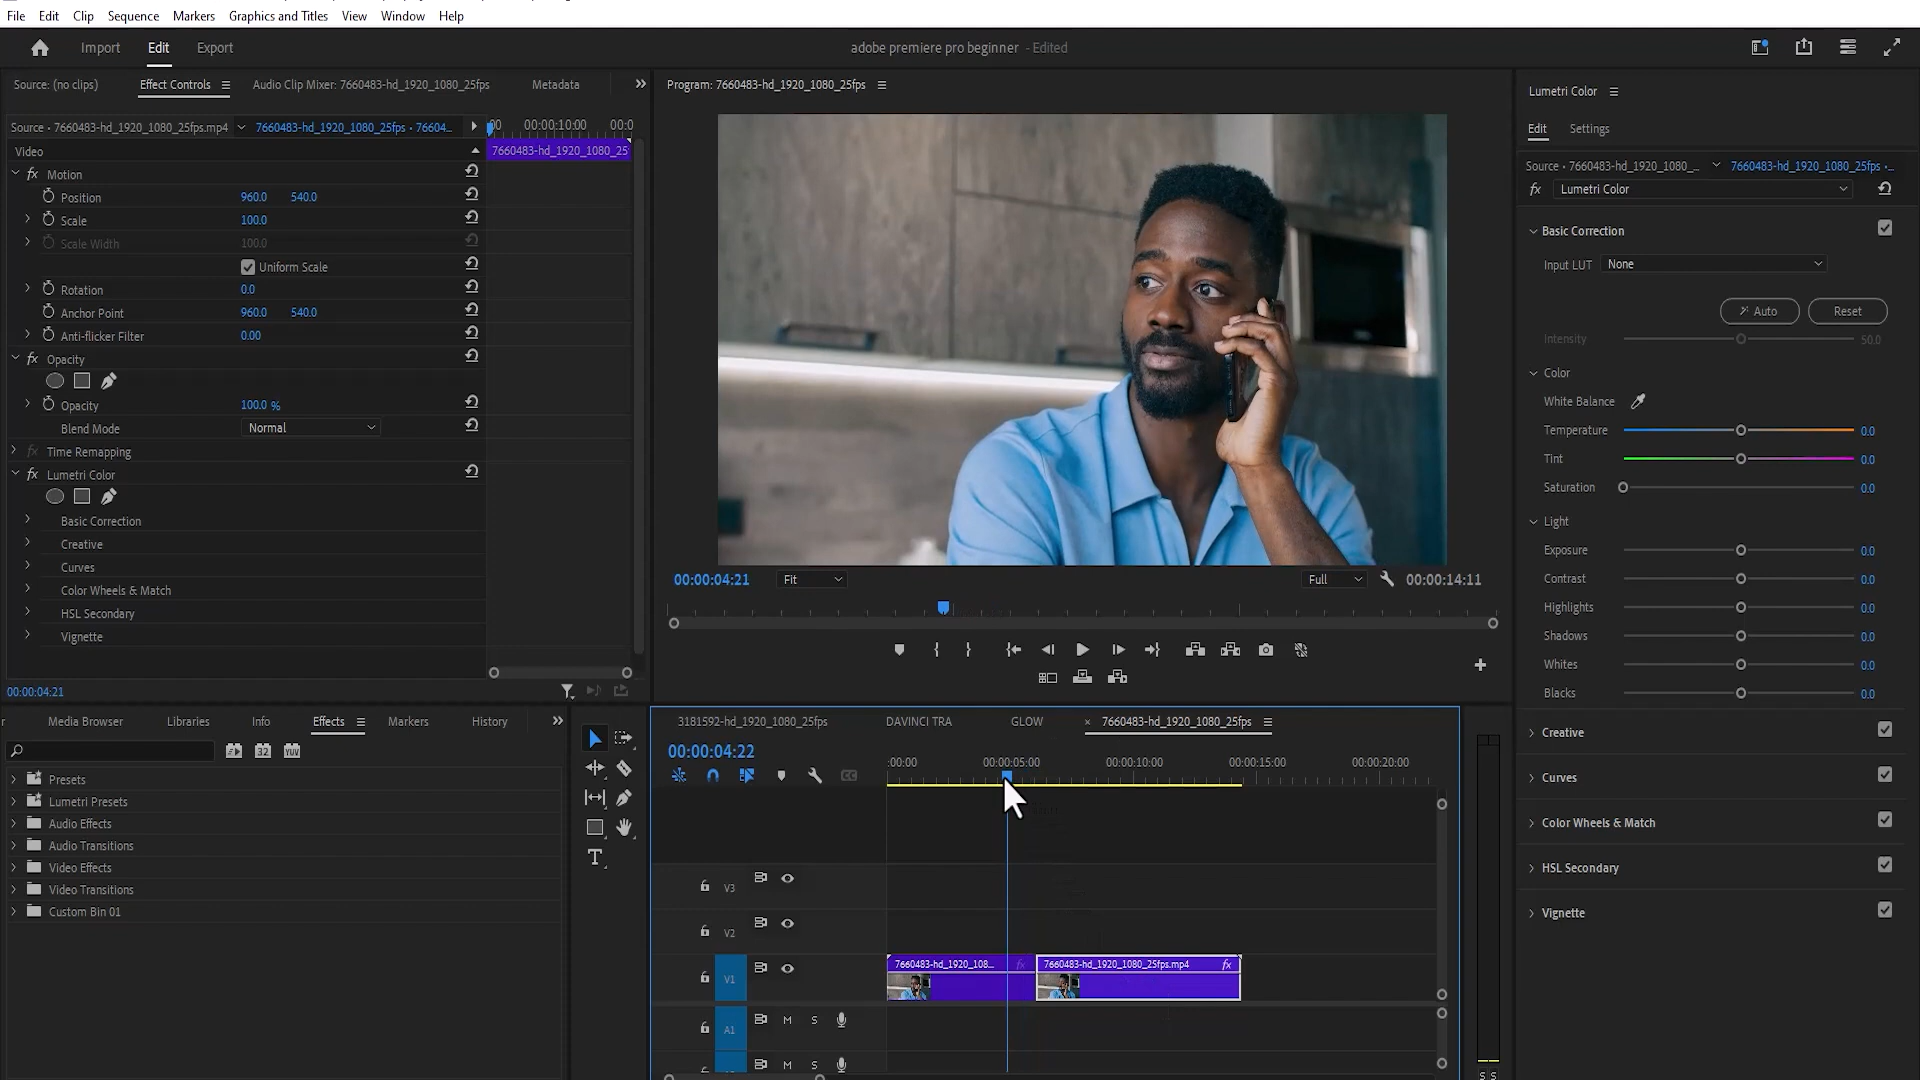 File Edit Clip Sequence Markers Graphics and Titles View Window Help
Import Edit Export
adobe premiere pro beginner - Edited
Source: (no clips) Effect Controls Audio Clip Mixer: 7660483-hd_1920_1080_25fps Metadata
Program: 7660483-hd_1920_1080_25fps
Source • 7660483-hd_1920_1080_25fps.mp4 7660483-hd_1920_1080_25fps • 76604...
00 00:00:10:00 00:0
Video
7660483-hd_1920_1080_25
Motion
Position 960.0 540.0
Scale 100.0
Scale Width 100.0
Uniform Scale
Rotation 0.0
Anchor Point 960.0 540.0
Anti-flicker Filter 0.00
Opacity
Opacity 100.0 %
Blend Mode Normal
Time Remapping
fx Lumetri Color
Basic Correction
Creative
Curves
Color Wheels & Match
HSL Secondary
Vignette
00:00:04:21
00:00:04:21 Fit Full 00:00:14:11
Lumetri Color
Edit Settings
Source • 7660483-hd_1920_1080_... 7660483-hd_1920_1080_25fps •...
fx Lumetri Color
Basic Correction
Input LUT None
Auto Reset
Intensity 50.0
Color
White Balance
Temperature 0.0
Tint 0.0
Saturation 0.0
Light
Exposure 0.0
Contrast 0.0
Highlights 0.0
Shadows 0.0
Whites 0.0
Blacks 0.0
Creative
Curves
Color Wheels & Match
HSL Secondary
Vignette
r Media Browser Libraries Info Effects Markers History
32 YUV
Presets
Lumetri Presets
Audio Effects
Audio Transitions
Video Effects
Video Transitions
Custom Bin 01
T
3181592-hd_1920_1080_25fps DAVINCI TRA GLOW × 7660483-hd_1920_1080_25fps
00:00:04:22
CC
:00:00 00:00:05:00 00:00:10:00 00:00:15:00 00:00:20:00
V3
V2
V1
7660483-hd_1920_108... fx 7660483-hd_1920_1080_25fps.mp4 fx
A1 M S
M S
S S